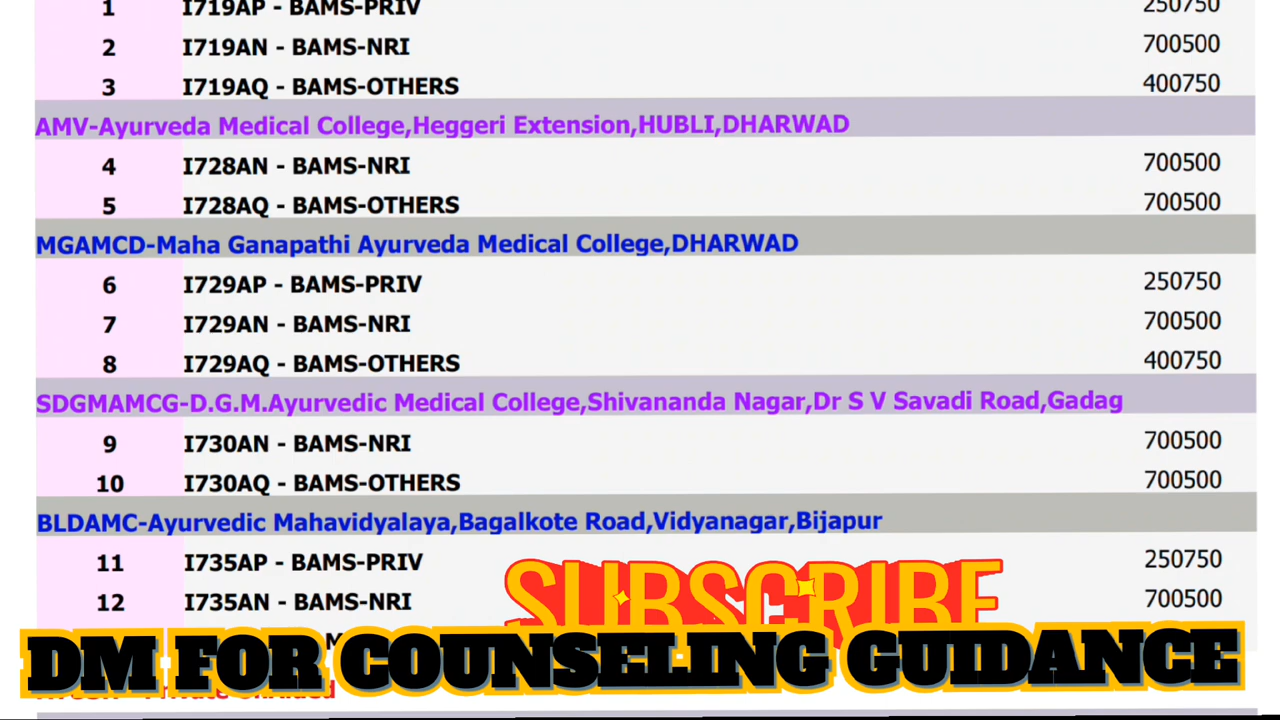 1 I719AP - BAMS-PRIV 250750
2 I719AN - BAMS-NRI 700500
3 I719AQ - BAMS-OTHERS 400750
AMV-Ayurveda Medical College,Heggeri Extension,HUBLI,DHARWAD
4 I728AN - BAMS-NRI 700500
5 I728AQ - BAMS-OTHERS 700500
MGAMCD-Maha Ganapathi Ayurveda Medical College,DHARWAD
6 I729AP - BAMS-PRIV 250750
7 I729AN - BAMS-NRI 700500
8 I729AQ - BAMS-OTHERS 400750
SDGMAMCG-D.G.M.Ayurvedic Medical College,Shivananda Nagar,Dr S V Savadi Road,Gadag
9 I730AN - BAMS-NRI 700500
10 I730AQ - BAMS-OTHERS 700500
BLDAMC-Ayurvedic Mahavidyalaya,Bagalkote Road,Vidyanagar,Bijapur
11 I735AP - BAMS-PRIV 250750
12 I735AN - BAMS-NRI 700500
SUBSCRIBE
DM FOR COUNSELING GUIDANCE